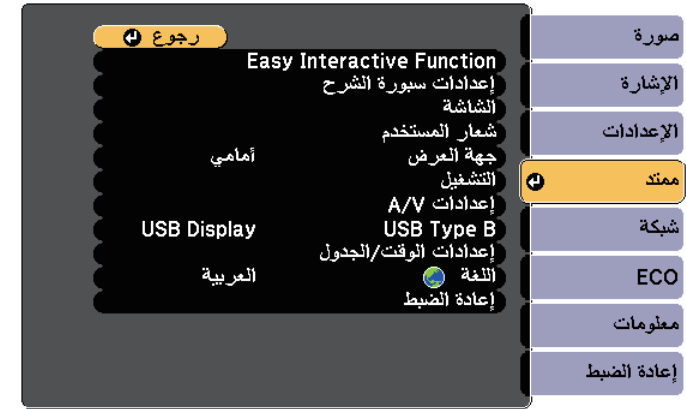 صورة
الإشارة
الإعدادات
ممتد
شبكة
ECO
معلومات
إعادة الضبط
رجوع
Easy Interactive Function
إعدادات سبورة الشرح
الشاشة
شعار المستخدم
جهة العرض أمامي
التشغيل
إعدادات A/V
USB Type B USB Display
إعدادات الوقت/الجدول
اللغة العربية
إعادة الضبط